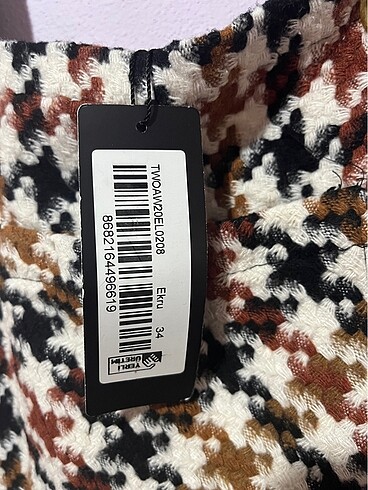 TWOAW20EL0208
Ekru 34
8682164496619
YERLİ
ÜRETİM